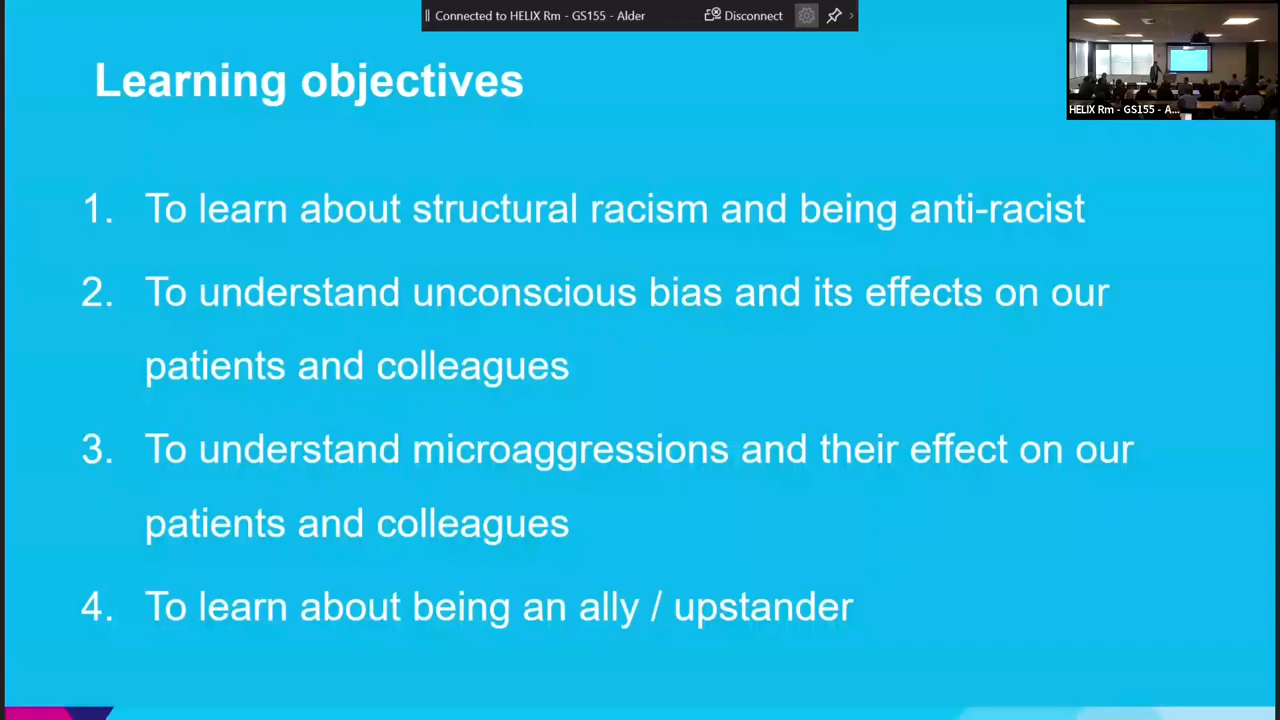 Connected to HELIX Rm - GS155 - Alder
Disconnect
Learning objectives
HELIX Rm - GS155 - A...
1. To learn about structural racism and being anti-racist
2. To understand unconscious bias and its effects on our
patients and colleagues
3. To understand microaggressions and their effect on our
patients and colleagues
4. To learn about being an ally / upstander